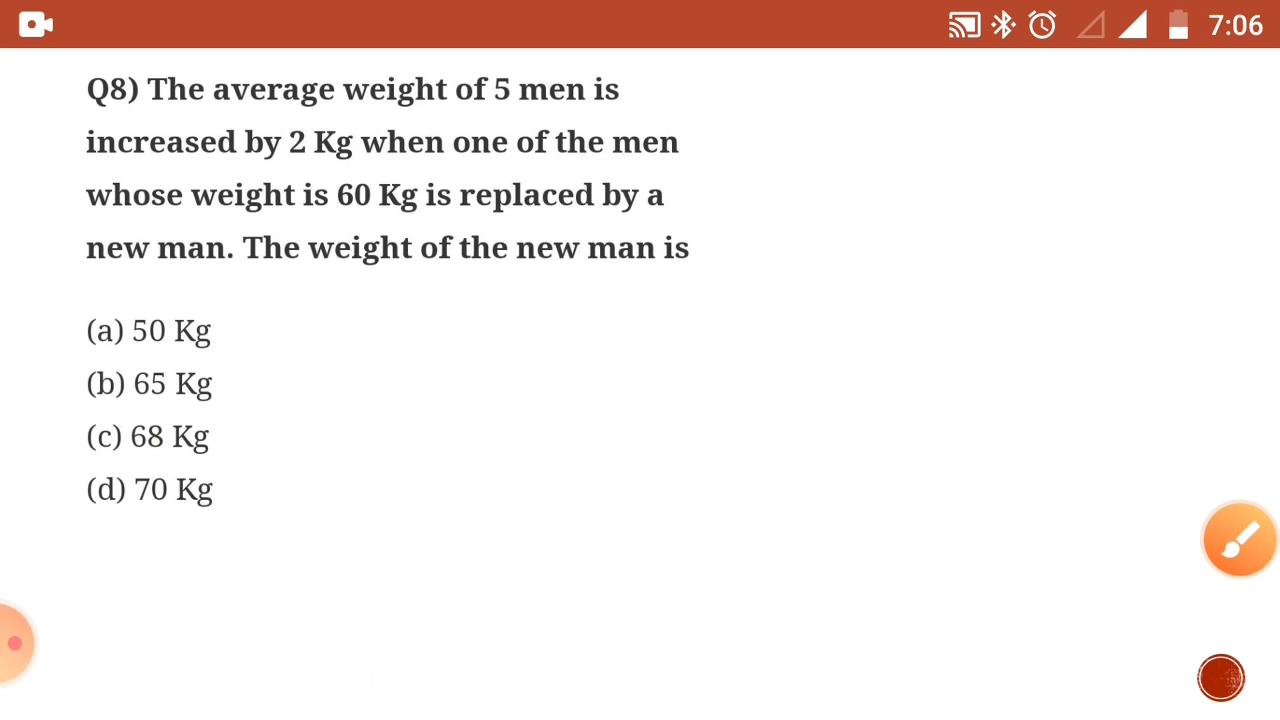 7:06
Q8) The average weight of 5 men is
increased by 2 Kg when one of the men
whose weight is 60 Kg is replaced by a
new man. The weight of the new man is
(a) 50 Kg
(b) 65 Kg
(c) 68 Kg
(d) 70 Kg